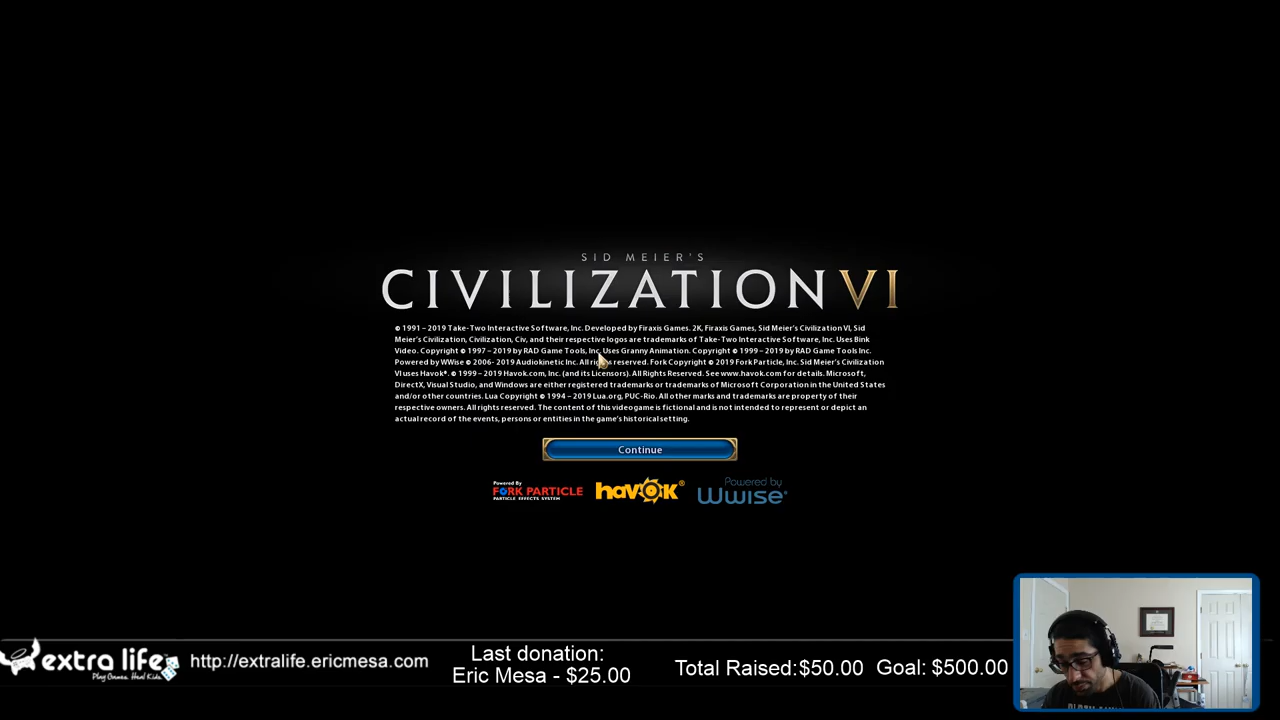 SID MEIER'S
CIVILIZATION VI
© 1991 – 2019 Take-Two Interactive Software, Inc. Developed by Firaxis Games. 2K, Firaxis Games, Sid Meier's Civilization VI, Sid
Meier's Civilization, Civilization, Civ, and their respective logos are trademarks of Take-Two Interactive Software, Inc. Uses Bink
Video. Copyright © 1997 – 2019 by RAD Game Tools, Inc. Uses Granny Animation. Copyright © 1999 – 2019 by RAD Game Tools Inc.
Powered by WWise © 2006- 2019 Audiokinetic Inc. All rights reserved. Fork Copyright © 2019 Fork Particle, Inc. Sid Meier's Civilization
VI uses Havok®. © 1999 – 2019 Havok.com, Inc. (and its Licensors). All Rights Reserved. See www.havok.com for details. Microsoft,
DirectX, Visual Studio, and Windows are either registered trademarks or trademarks of Microsoft Corporation in the United States
and/or other countries. Lua Copyright © 1994 – 2019 Lua.org, PUC-Rio. All other marks and trademarks are property of their
respective owners. All rights reserved. The content of this videogame is fictional and is not intended to represent or depict an
actual record of the events, persons or entities in the game's historical setting.
Continue
Powered By
FORK PARTICLE
PARTICLE EFFECTS SYSTEM
havok®
Powered by
Wwise®
extra life
Play Games. Heal Kids.
http://extralife.ericmesa.com
Last donation:
Eric Mesa - $25.00
Total Raised:$50.00 Goal: $500.00